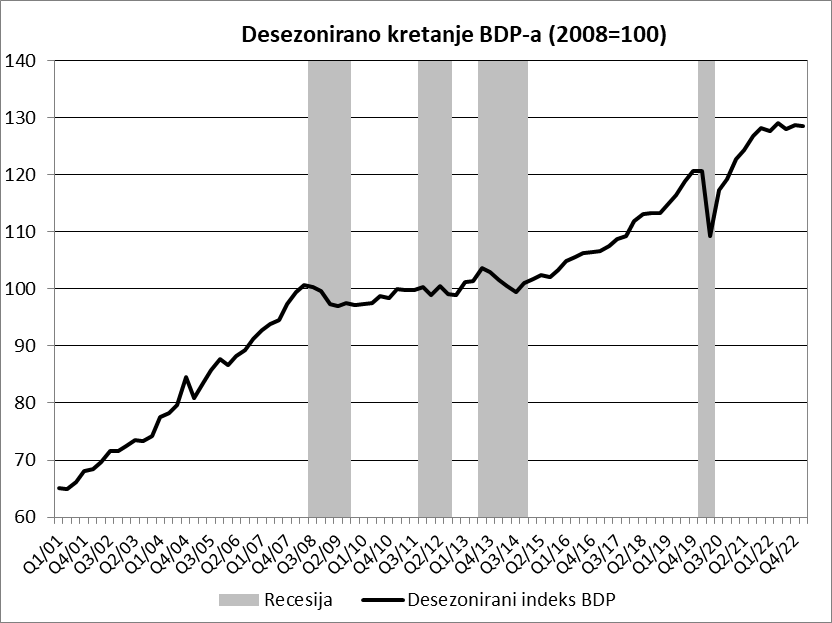 Desezonirano kretanje BDP-a (2008=100)
140
130
120
110
100
90
80
70
60
Q1/01
Q4/01
Q3/02
Q2/03
Q1/04
Q4/04
Q3/05
Q2/06
Q1/07
Q4/07
Q3/08
Q2/09
Q1/10
Q4/10
Q3/11
Q2/12
Q1/13
Q4/13
Q3/14
Q2/15
Q1/16
Q4/16
Q3/17
Q2/18
Q1/19
Q4/19
Q3/20
Q2/21
Q1/22
Q4/22
Recesija
Desezonirani indeks BDP